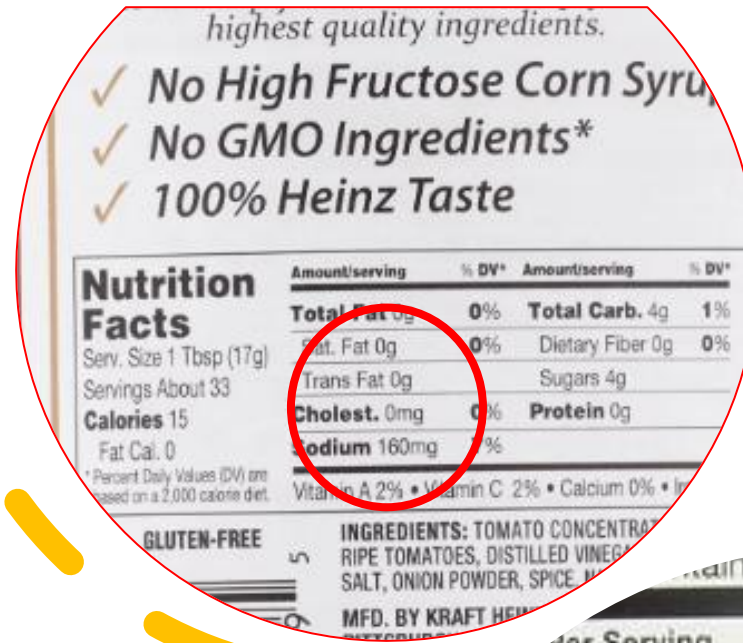 highest quality ingredients.
✓ No High Fructose Corn
✓ No GMO Ingredients*
✓ 100% Heinz Taste
Nutrition
Facts
Serv. Size 1 Tbsp (17g)
Servings About 33
Calories 15
Fat Cal. 0
* Percent Daily Values (DV) are
based on a 2,000 calorie diet.
Amount/serving % DV* Amount/serving % DV*
Total Fat 0g 0% Total Carb. 4g 1%
Sat. Fat 0g 0% Dietary Fiber 0g 0%
Trans Fat 0g Sugars 4g
Cholest. 0mg 0% Protein 0g
Sodium 160mg %
Vitamin A 2% • Vitamin C 2% • Calcium 0% •
GLUTEN-FREE
5
INGREDIENTS: TOMATO
RIPE TOMATOES, DISTILLED
SALT, ONION POWDER, SPICE,
MFD. BY KRAFT
Serving